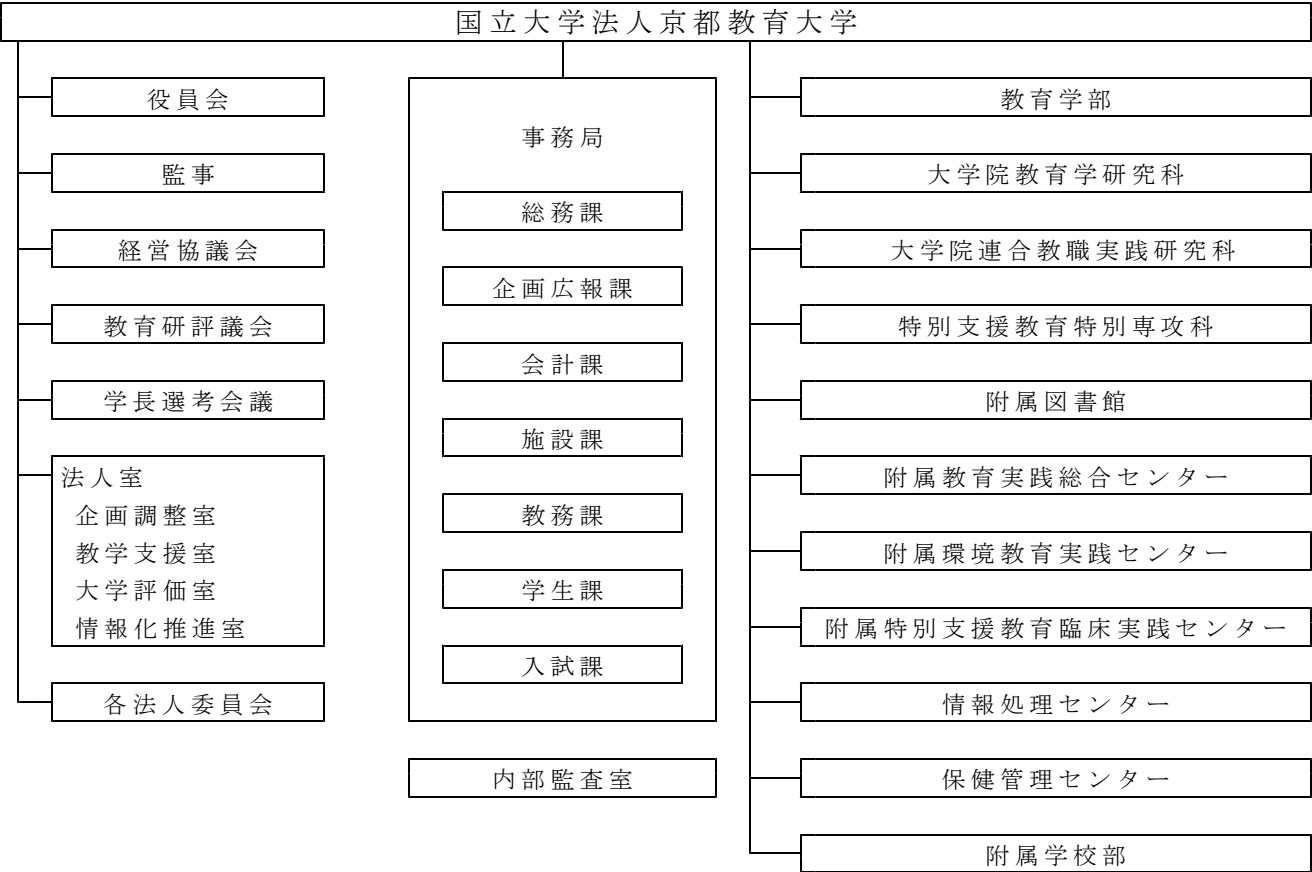 国立大学法人京都教育大学
役員会
監事
経営協議会
教育研評議会
学長選考会議
法人室
企画調整室
教学支援室
大学評価室
情報化推進室
各法人委員会
事務局
総務課
企画広報課
会計課
施設課
教務課
学生課
入試課
内部監査室
教育学部
大学院教育学研究科
大学院連合教職実践研究科
特別支援教育特別専攻科
附属図書館
附属教育実践総合センター
附属環境教育実践センター
附属特別支援教育臨床実践センター
情報処理センター
保健管理センター
附属学校部